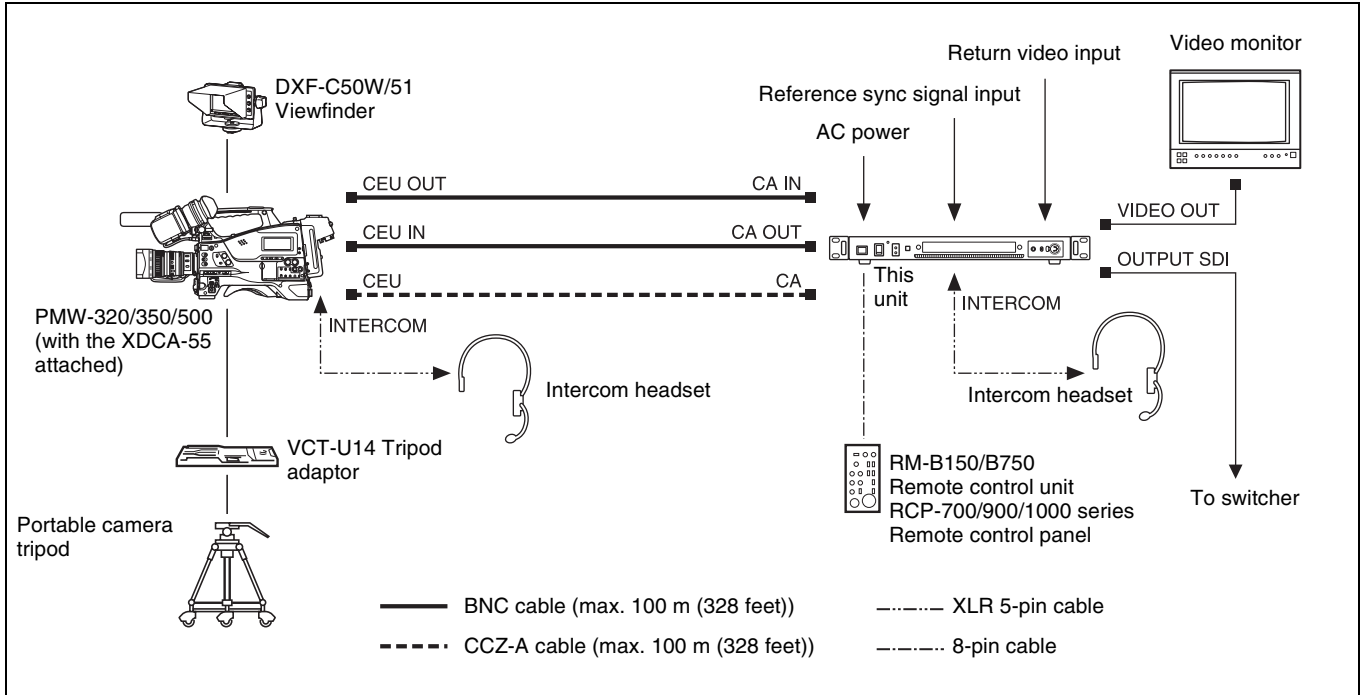 Return video input
Video monitor
DXF-C50W/51
Viewfinder
Reference sync signal input
AC power
CEU OUT
CA IN
VIDEO OUT
CEU IN
CA OUT
OUTPUT SDI
This
unit
CEU
CA
PMW-320/350/500
(with the XDCA-55
attached)
INTERCOM
INTERCOM
Intercom headset
Intercom headset
VCT-U14 Tripod
adaptor
RM-B150/B750
Remote control unit
RCP-700/900/1000 series
Remote control panel
To switcher
Portable camera
tripod
BNC cable (max. 100 m (328 feet))
XLR 5-pin cable
CCZ-A cable (max. 100 m (328 feet))
8-pin cable